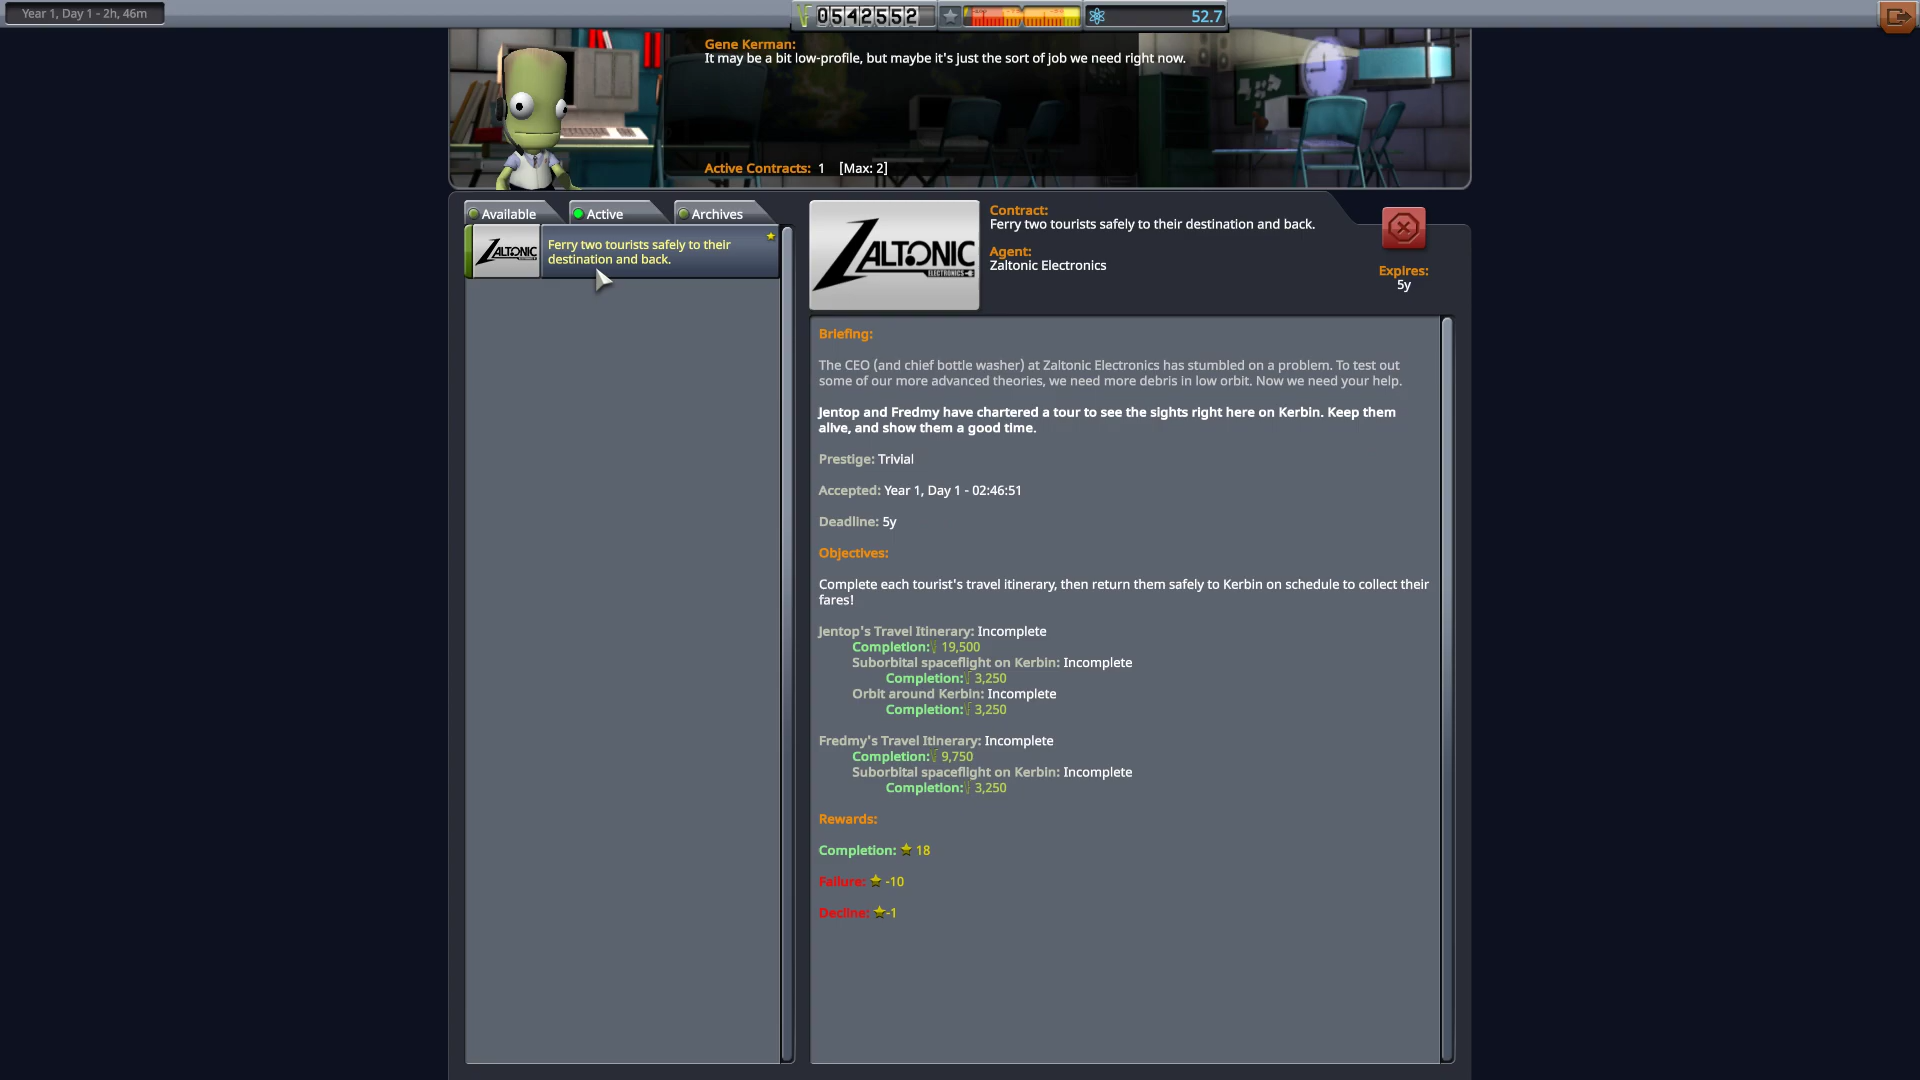 Year 1, Day 1 - 2h, 46m
0542552
52.7
Gene Kerman:
It may be a bit low-profile, but maybe it's just the sort of job we need right now.
Active Contracts: 1 [Max: 2]
Available
Active
Archives
ZALTONIC
Ferry two tourists safely to their
destination and back.
ZALTONIC
ELECTRONICS
Contract:
Ferry two tourists safely to their destination and back.
Agent:
Zaltonic Electronics
Expires:
5y
Briefing:
The CEO (and chief bottle washer) at Zaltonic Electronics has stumbled on a problem. To test out
some of our more advanced theories, we need more debris in low orbit. Now we need your help.
Jentop and Fredmy have chartered a tour to see the sights right here on Kerbin. Keep them
alive, and show them a good time.
Prestige: Trivial
Accepted: Year 1, Day 1 - 02:46:51
Deadline: 5y
Objectives:
Complete each tourist's travel itinerary, then return them safely to Kerbin on schedule to collect their
fares!
Jentop's Travel Itinerary: Incomplete
Completion: 19,500
Suborbital spaceflight on Kerbin: Incomplete
Completion: 3,250
Orbit around Kerbin: Incomplete
Completion: 3,250
Fredmy's Travel Itinerary: Incomplete
Completion: 9,750
Suborbital spaceflight on Kerbin: Incomplete
Completion: 3,250
Rewards:
Completion: 18
Failure: -10
Decline: -1